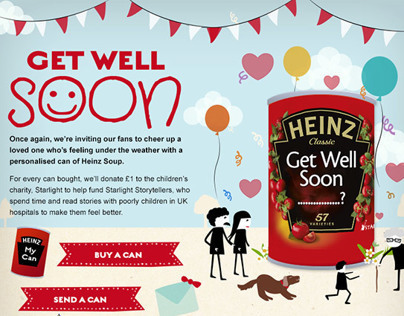 GET WELL
SOON
Once again, we're inviting our fans to cheer up a
loved one who's feeling under the weather with a
personalised can of Heinz Soup.
For every can bought, we'll donate £1 to the children's
charity, Starlight to help fund Starlight Storytellers, who
spend time and read stories with poorly children in UK
hospitals to make them feel better.
HEINZ
My
Can
BUY A CAN
SEND A CAN
HEINZ
Classic
Get Well
Soon
..............?
57
VARIETIES